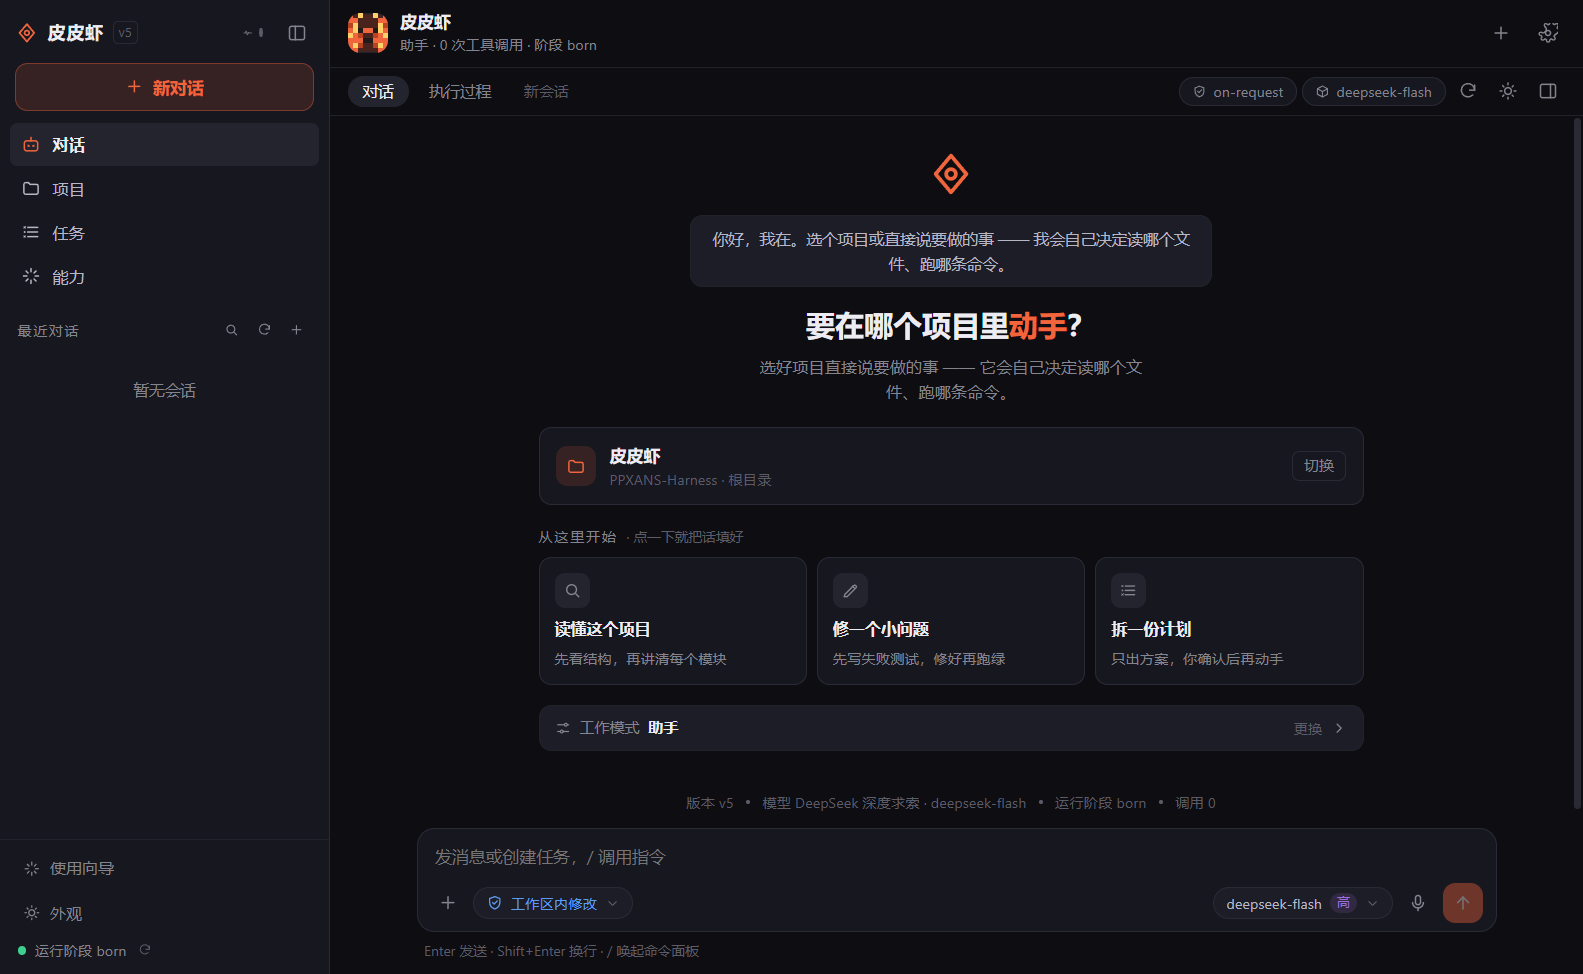 皮皮虾 v5
新对话
对话
项目
任务
能力
最近对话
暂无会话
使用向导
外观
运行阶段 born
皮皮虾
助手 · 0 次工具调用 · 阶段 born
对话 执行过程 新会话
on-request deepseek-flash
你好，我在。选个项目或直接说要做的事 —— 我会自己决定读哪个文
件、跑哪条命令。
要在哪个项目里动手?
选好项目直接说要做的事 —— 它会自己决定读哪个文
件、跑哪条命令。
皮皮虾
PPXANS-Harness · 根目录
切换
从这里开始 · 点一下就把话填好
读懂这个项目
先看结构，再讲清每个模块
修一个小问题
先写失败测试，修好再跑绿
拆一份计划
只出方案，你确认后再动手
工作模式 助手
更换
版本 v5 • 模型 DeepSeek 深度求索 · deepseek-flash • 运行阶段 born • 调用 0
发消息或创建任务，/ 调用指令
工作区内修改
deepseek-flash 高
Enter 发送 · Shift+Enter 换行 · / 唤起命令面板